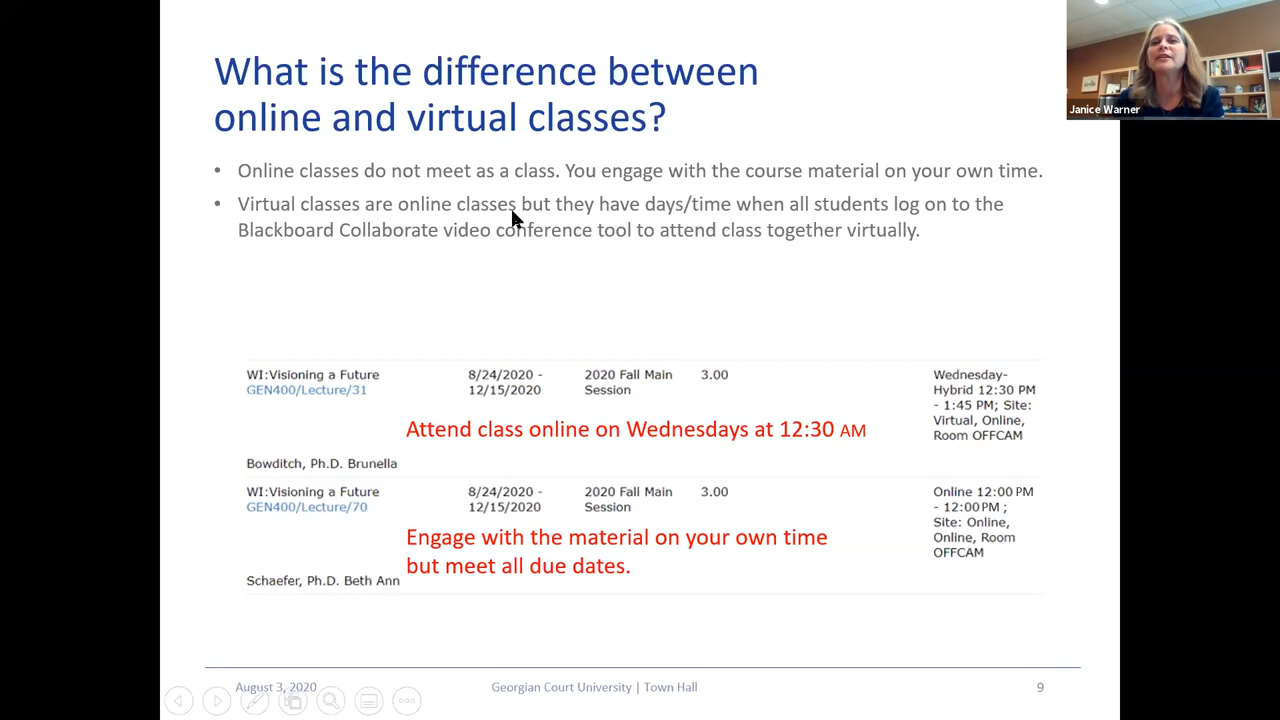 What is the difference between
online and virtual classes?
Janice Warner
• Online classes do not meet as a class. You engage with the course material on your own time.
• Virtual classes are online classes but they have days/time when all students log on to the
Blackboard Collaborate video conference tool to attend class together virtually.
WI:Visioning a Future 8/24/2020 - 2020 Fall Main 3.00 Wednesday-
GEN400/Lecture/31 12/15/2020 Session Hybrid 12:30 PM
- 1:45 PM; Site:
Virtual, Online,
Room OFFCAM
Attend class online on Wednesdays at 12:30 AM
Bowditch, Ph.D. Brunella
WI:Visioning a Future 8/24/2020 - 2020 Fall Main 3.00 Online 12:00 PM
GEN400/Lecture/70 12/15/2020 Session - 12:00 PM ;
Site: Online,
Online, Room
OFFCAM
Engage with the material on your own time
but meet all due dates.
Schaefer, Ph.D. Beth Ann
August 3, 2020 Georgian Court University | Town Hall 9